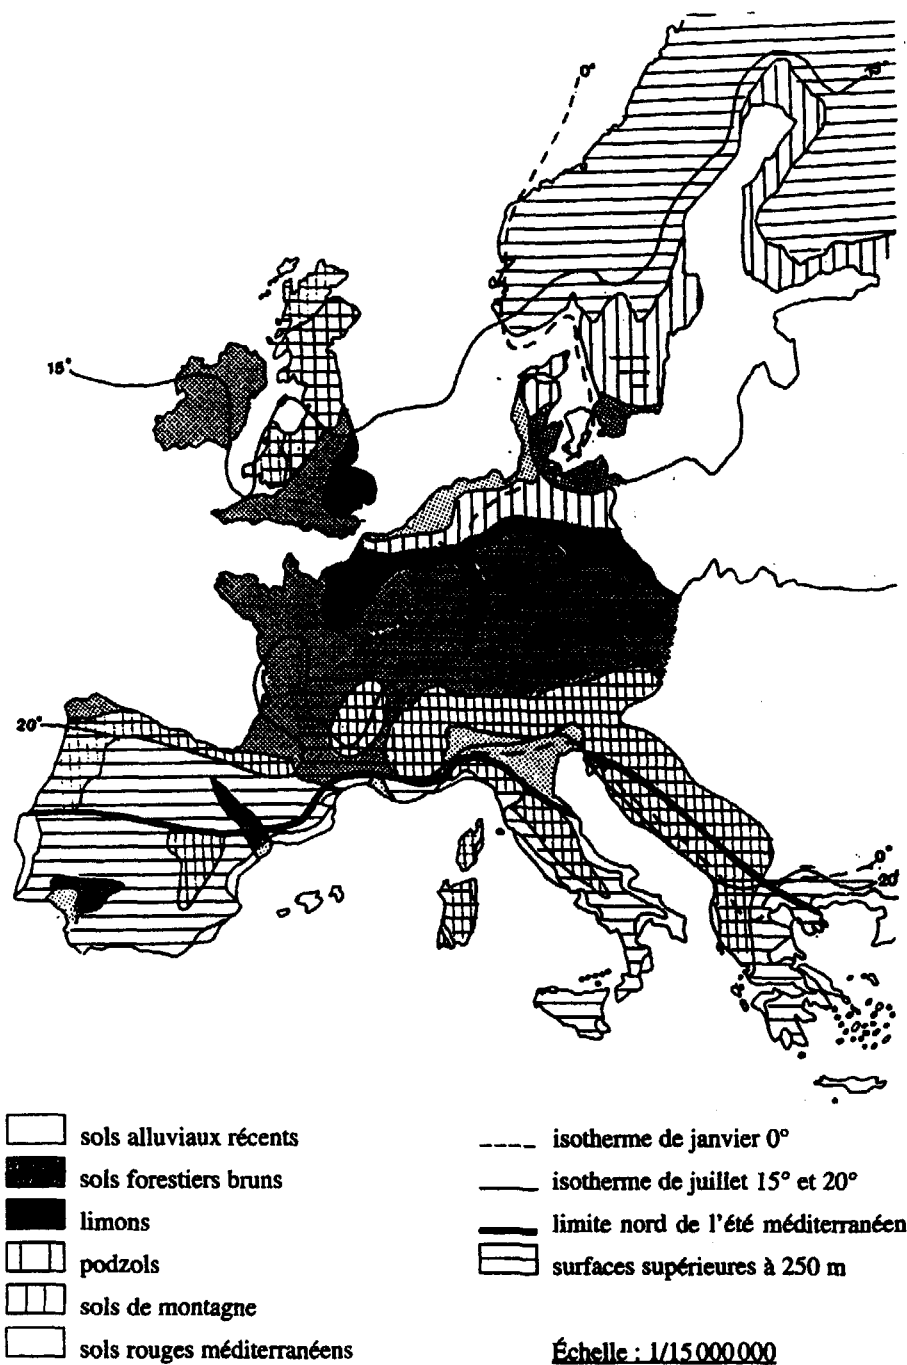 0°
15°
15°
20°
0°
20°
sols alluviaux récents
sols forestiers bruns
limons
podzols
sols de montagne
sols rouges méditerranéens
isotherme de janvier 0°
isotherme de juillet 15° et 20°
limite nord de l'été méditerranéen
surfaces supérieures à 250 m
Échelle : 1/15 000 000